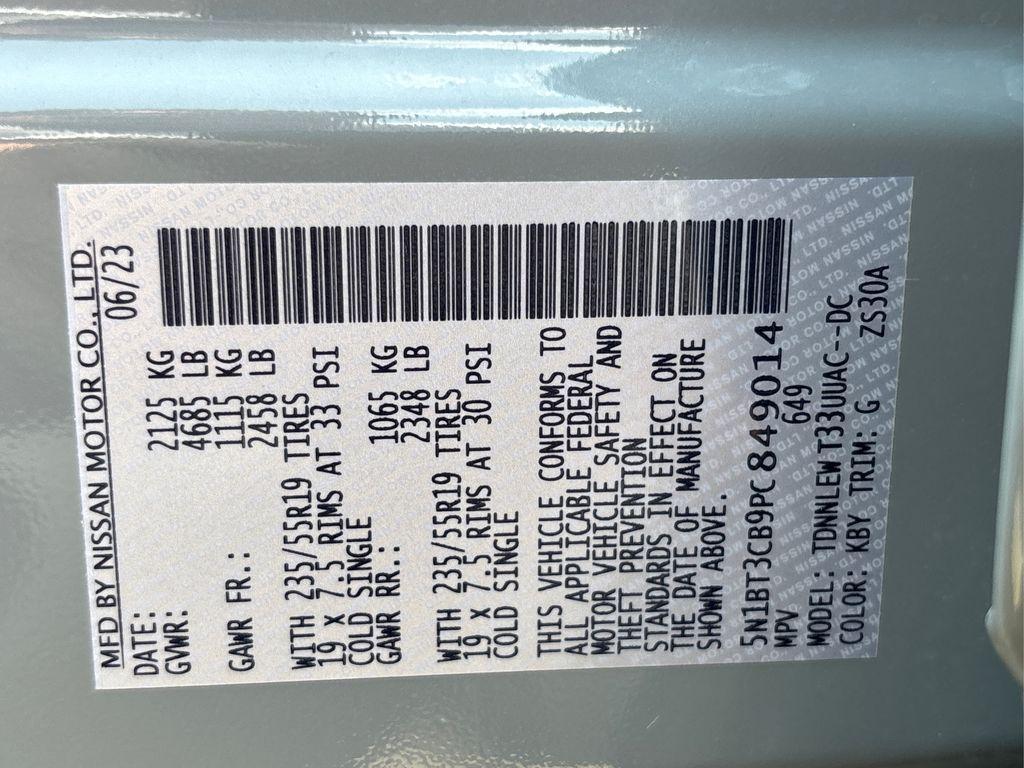 MFD BY NISSAN MOTOR CO., LTD.
DATE: 06/23
GVWR: 2125 KG
4685 LB
GAWR FR.: 1115 KG
2458 LB
WITH 235/55R19 TIRES
19 X 7.5 RIMS AT 33 PSI
COLD SINGLE
GAWR RR.: 1065 KG
2348 LB
WITH 235/55R19 TIRES
19 X 7.5 RIMS AT 30 PSI
COLD SINGLE
THIS VEHICLE CONFORMS TO
ALL APPLICABLE FEDERAL
MOTOR VEHICLE SAFETY AND
THEFT PREVENTION
STANDARDS IN EFFECT ON
THE DATE OF MANUFACTURE
SHOWN ABOVE.
5N1BT3CB9PC849014
MPV 649
MODEL: TDNNLEWT33UUAC--DC
COLOR: KBY TRIM: G ZS30A